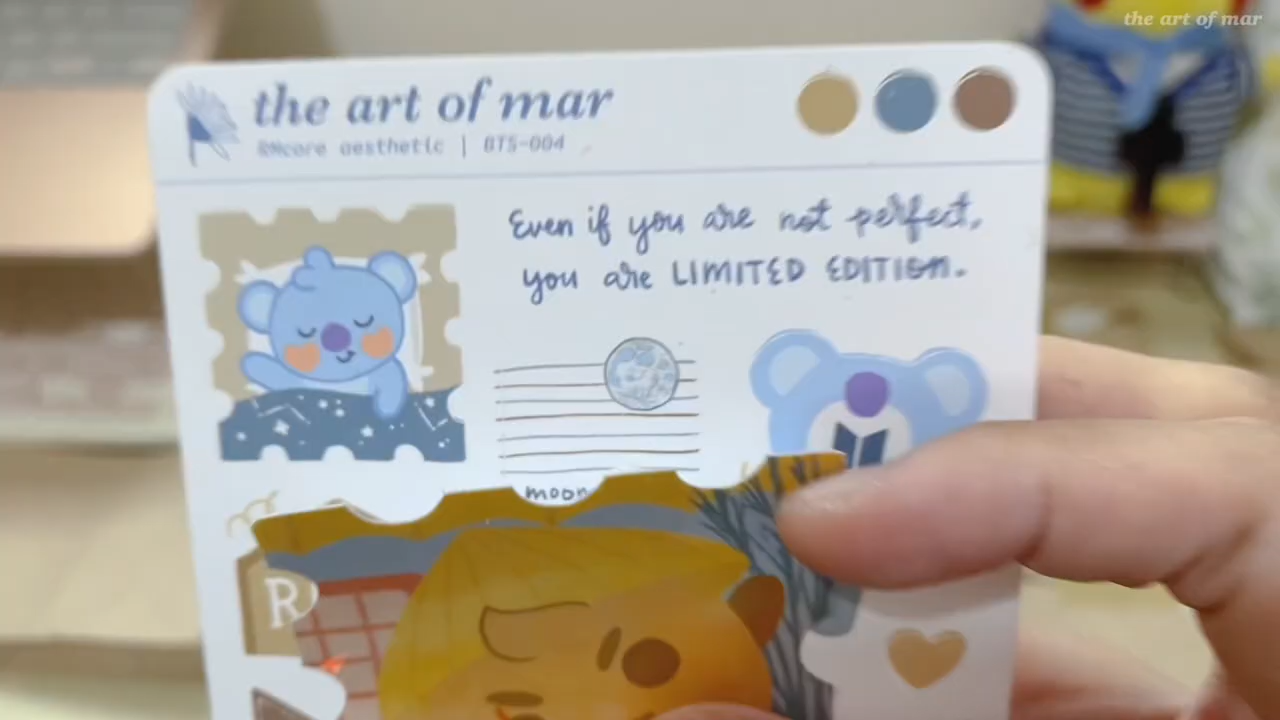 the art of mar
the art of mar
RMcore aesthetic | BTS-004
Even if you are not perfect,
you are LIMITED EDITION.
moon
R